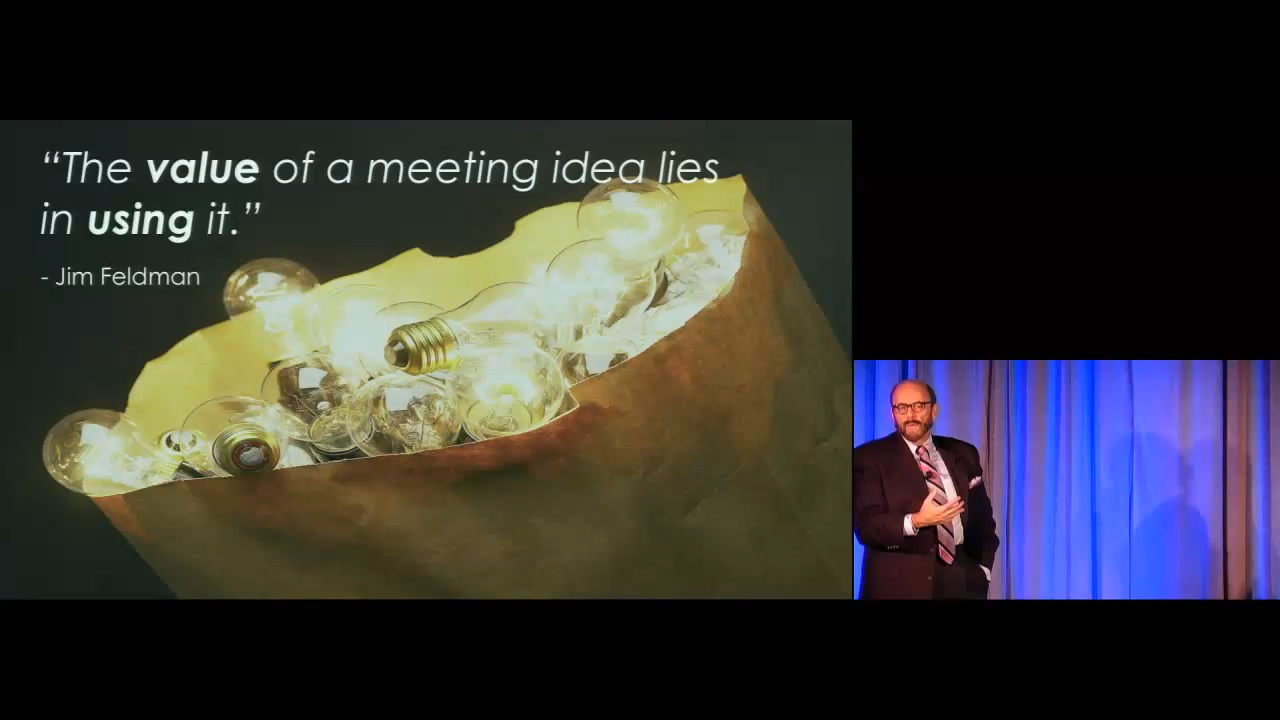 “The value of a meeting idea lies
in using it.”
- Jim Feldman